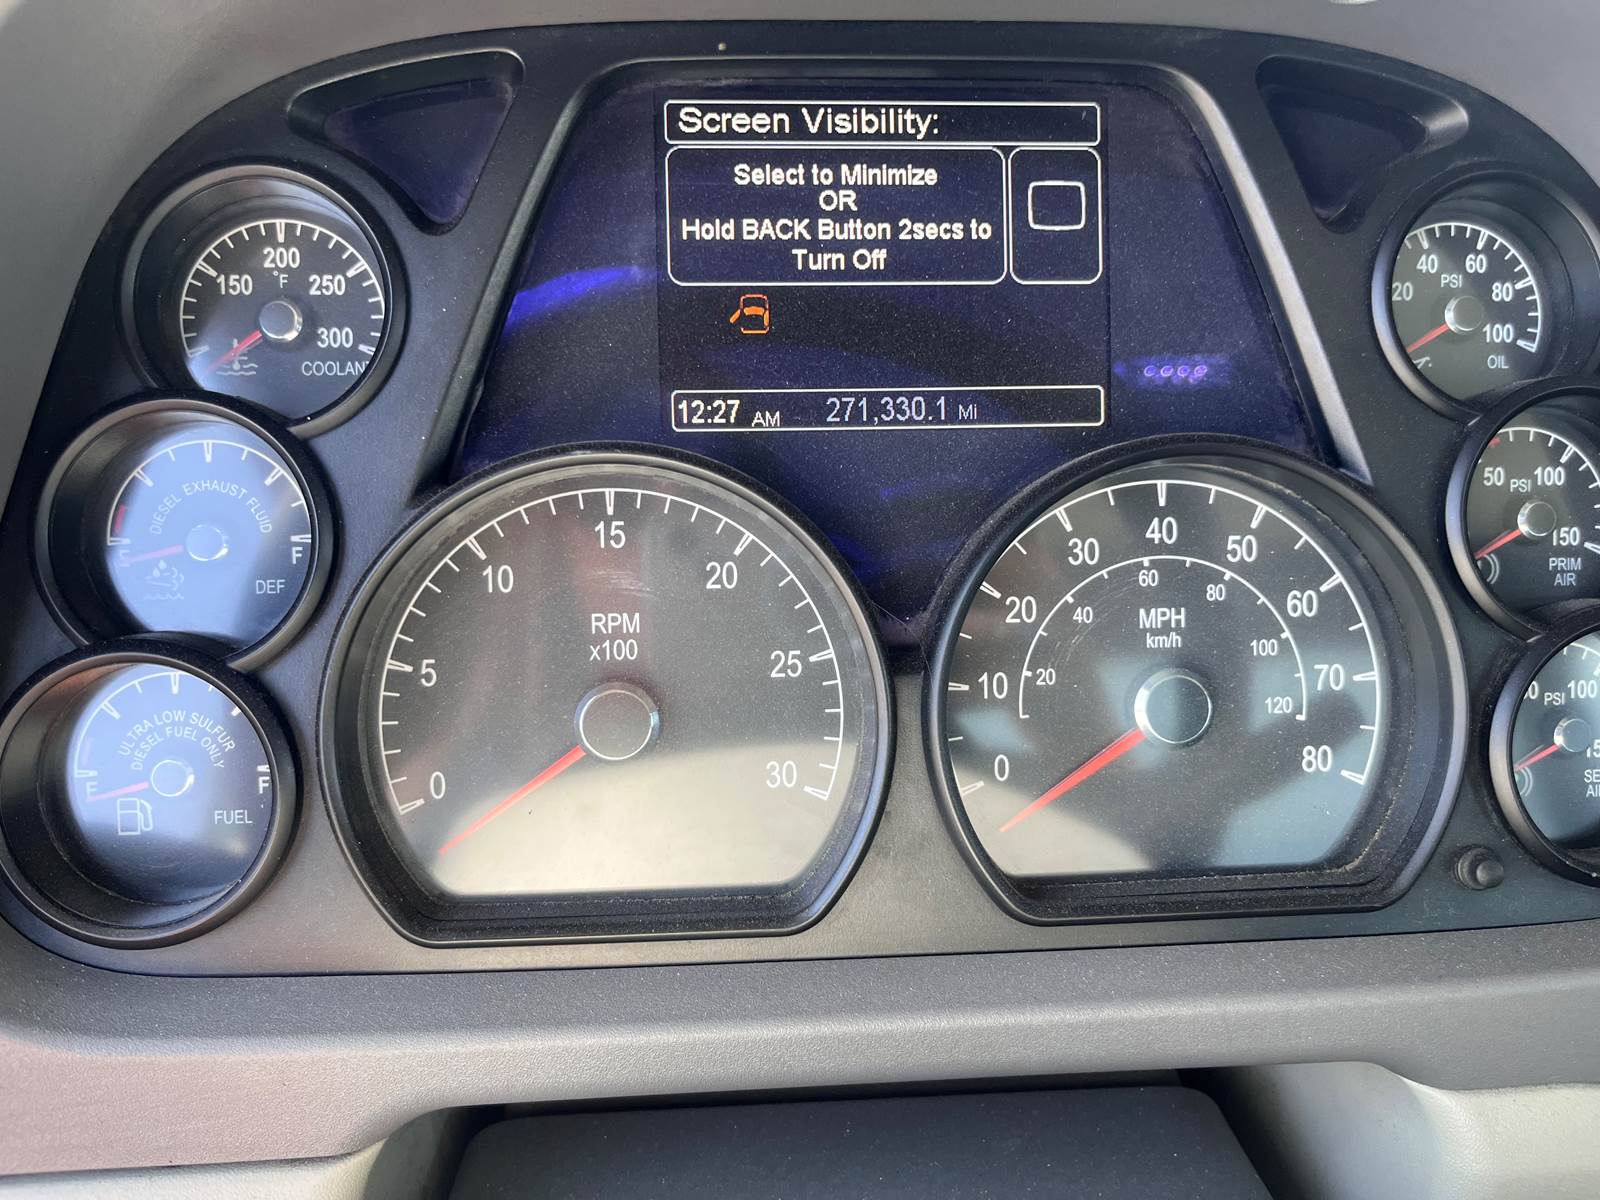 Screen Visibility:
Select to Minimize
OR
Hold BACK Button 2secs to
Turn Off
12:27 AM 271,330.1 Mi
150 200 250 300
°F
COOLANT
DIESEL EXHAUST FLUID
E F
DEF
ULTRA LOW SULFUR
DIESEL FUEL ONLY
E F
FUEL
0 5 10 15 20 25 30
RPM
x100
0 10 20 30 40 50 60 70 80
20 40 60 80 100 120
MPH
km/h
20 40 60 80 100
PSI
OIL
50 100 150
PSI
PRIM
AIR
100
PSI